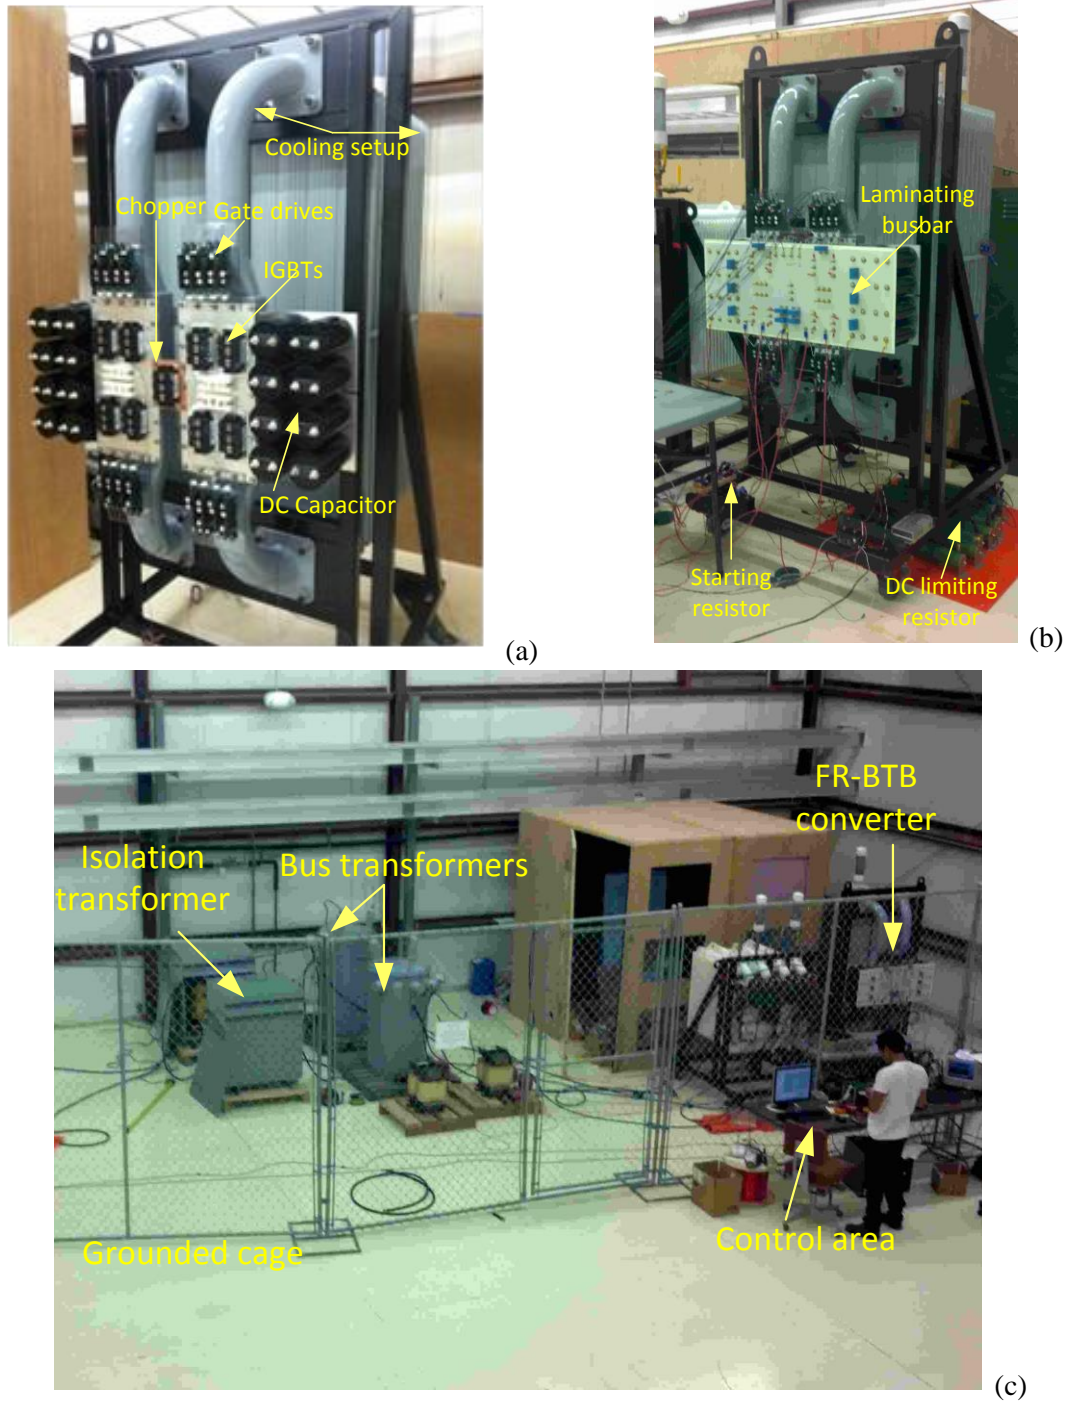 Cooling setup
Chopper
Gate drives
IGBTs
DC Capacitor
(a)
Laminating
busbar
Starting
resistor
DC limiting
resistor
(b)
FR-BTB
converter
Isolation
transformer
Bus transformers
Grounded cage
Control area
(c)